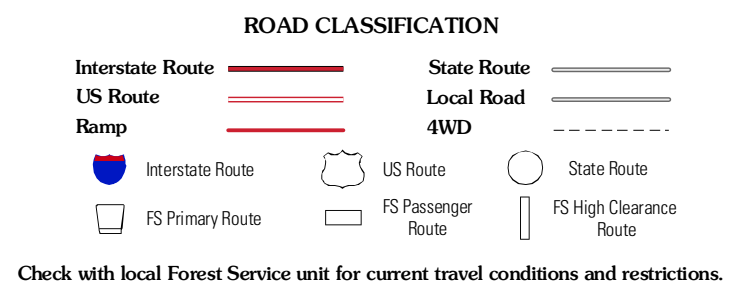 ROAD CLASSIFICATION
Interstate Route
State Route
US Route
Local Road
Ramp
4WD
Interstate Route
US Route
State Route
FS Primary Route
FS Passenger
Route
FS High Clearance
Route
Check with local Forest Service unit for current travel conditions and restrictions.